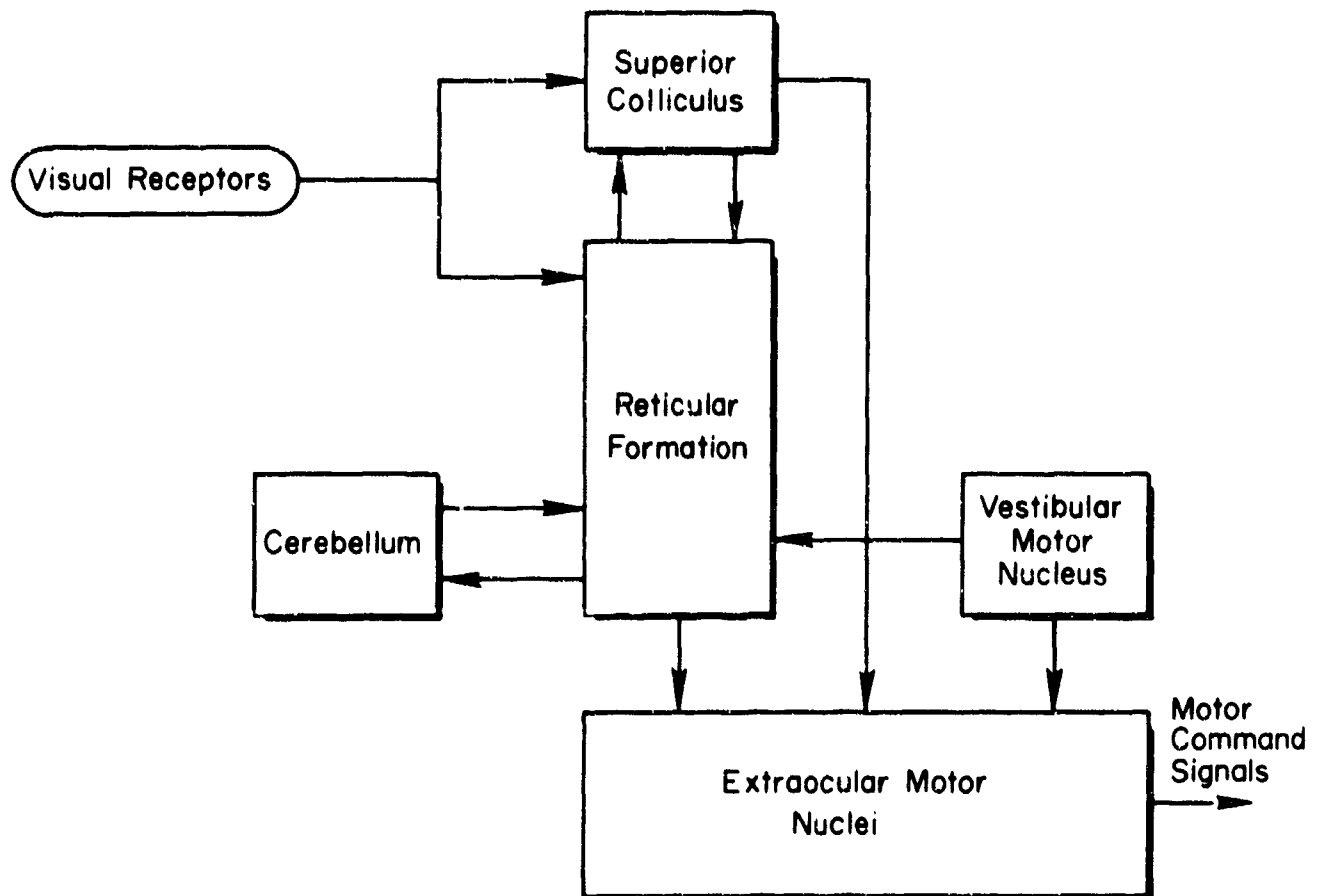 Superior
Colliculus
Visual Receptors
Reticular
Formation
Cerebellum
Vestibular
Motor
Nucleus
Motor
Command
Signals
Extraocular Motor
Nuclei